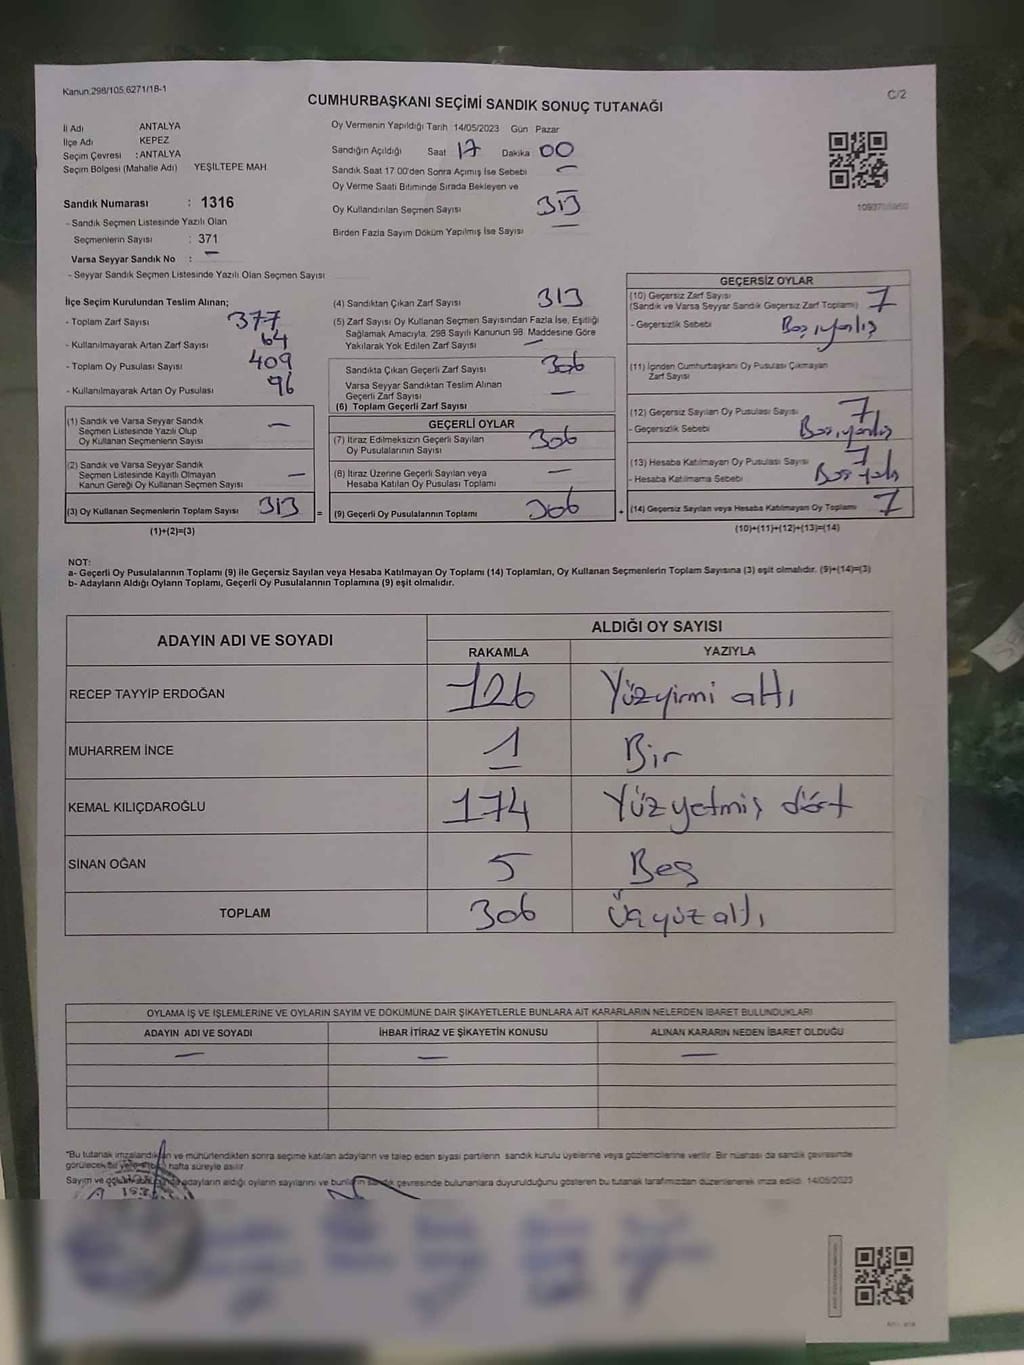 Kanun.298/105,6271/18-1
C/2
CUMHURBAŞKANI SEÇİMİ SANDIK SONUÇ TUTANAĞI
İl Adı ANTALYA
İlçe Adı KEPEZ
Seçim Çevresi : ANTALYA
Seçim Bölgesi (Mahalle Adı) YEŞİLTEPE MAH.
Sandık Numarası : 1316
- Sandık Seçmen Listesinde Yazılı Olan
Seçmenlerin Sayısı : 371
Varsa Seyyar Sandık No : —
- Seyyar Sandık Seçmen Listesinde Yazılı Olan Seçmen Sayısı
Oy Vermenin Yapıldığı Tarih 14/05/2023 Gün Pazar
Sandığın Açıldığı Saat 17 Dakika 00
Sandık Saat 17.00'den Sonra Açımış İse Sebebi —
Oy Verme Saati Bitiminde Sırada Bekleyen ve
Oy Kullandırılan Seçmen Sayısı 313
Birden Fazla Sayım Döküm Yapılmış İse Sayısı —
İlçe Seçim Kurulundan Teslim Alınan;
- Toplam Zarf Sayısı 377
- Kullanılmayarak Artan Zarf Sayısı 64
- Toplam Oy Pusulası Sayısı 409
- Kullanılmayarak Artan Oy Pusulası 96
(1) Sandık ve Varsa Seyyar Sandık
Seçmen Listesinde Yazılı Olup
Oy Kullanan Seçmenlerin Sayısı —
(2) Sandık ve Varsa Seyyar Sandık
Seçmen Listesinde Kayıtlı Olmayan
Kanun Gereği Oy Kullanan Seçmen Sayısı —
(3) Oy Kullanan Seçmenlerin Toplam Sayısı 313 =
(1)+(2)=(3)
(4) Sandıktan Çıkan Zarf Sayısı 313
(5) Zarf Sayısı Oy Kullanan Seçmen Sayısından Fazla İse, Eşitliği
Sağlamak Amacıyla, 298 Sayılı Kanunun 98. Maddesine Göre
Yakılarak Yok Edilen Zarf Sayısı —
Sandıkta Çıkan Geçerli Zarf Sayısı 306
Varsa Seyyar Sandıktan Teslim Alınan
Geçerli Zarf Sayısı —
(6) Toplam Geçerli Zarf Sayısı
GEÇERLİ OYLAR
(7) İtiraz Edilmeksizin Geçerli Sayılan
Oy Pusulalarının Sayısı 306
(8) İtiraz Üzerine Geçerli Sayılan veya
Hesaba Katılan Oy Pusulası Toplamı —
(9) Geçerli Oy Pusulalarının Toplamı 306 +
GEÇERSİZ OYLAR
(10) Geçersiz Zarf Sayısı
(Sandık ve Varsa Seyyar Sandık Geçersiz Zarf Toplamı) 7
- Geçersizlik Sebebi
(11) İçinden Cumhurbaşkanı Oy Pusulası Çıkmayan
Zarf Sayısı
(12) Geçersiz Sayılan Oy Pusulası Sayısı 7
- Geçersizlik Sebebi
(13) Hesaba Katılmayan Oy Pusulası Sayısı 7
- Hesaba Katılmama Sebebi
(14) Geçersiz Sayılan veya Hesaba Katılmayan Oy Toplamı 7
(10)+(11)+(12)+(13)=(14)
NOT:
a- Geçerli Oy Pusulalarının Toplamı (9) ile Geçersiz Sayılan veya Hesaba Katılmayan Oy Toplamı (14) Toplamları, Oy Kullanan Seçmenlerin Toplam Sayısına (3) eşit olmalıdır. (9)+(14)=(3)
b- Adayların Aldığı Oyların Toplamı, Geçerli Oy Pusulalarının Toplamına (9) eşit olmalıdır.
ADAYIN ADI VE SOYADI ALDIĞI OY SAYISI
RAKAMLA YAZIYLA
RECEP TAYYİP ERDOĞAN 126 Yüzyirmi altı
MUHARREM İNCE 1 Bir
KEMAL KILIÇDAROĞLU 174 Yüzyetmiş dört
SİNAN OĞAN 5 Beş
TOPLAM 306 Üçyüz altı
OYLAMA İŞ VE İŞLEMLERİNE VE OYLARIN SAYIM VE DÖKÜMÜNE DAİR ŞİKAYETLERLE BUNLARA AİT KARARLARIN NELERDEN İBARET BULUNDUKLARI
ADAYIN ADI VE SOYADI İHBAR İTİRAZ VE ŞİKAYETİN KONUSU ALINAN KARARIN NEDEN İBARET OLDUĞU
— — —
*Bu tutanak imzalandıktan ve mühürlendikten sonra seçime katılan adayların ve talep eden siyasi partilerin sandık kurulu üyelerine veya gözlemcilerine verilir. Bir nüshası da sandık çevresinde
görülecek bir yere bir hafta süreyle asılır.
Sayım ve adayların aldığı oyların sayılarını ve bunların sandık çevresinde bulunanlara duyurulduğunu gösteren bu tutanak tarafımızdan düzenlenerek imza edildi. 14/05/2023